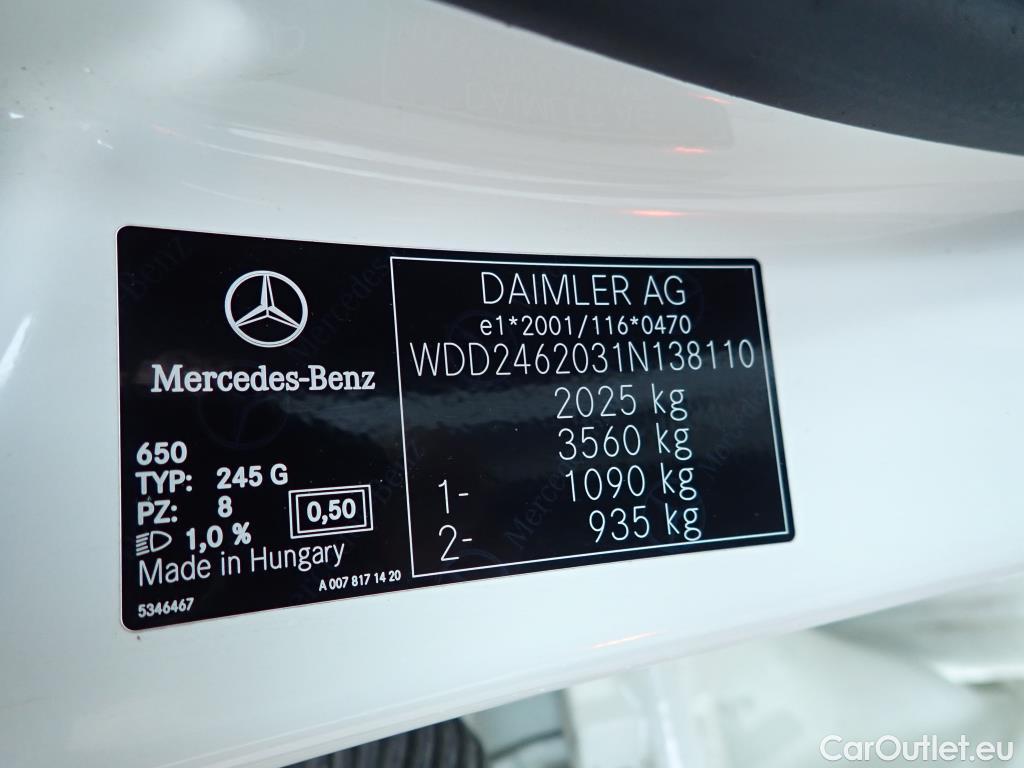 Mercedes-Benz
650
TYP: 245 G
PZ: 8
0,50
1,0 %
Made in Hungary
A 007 817 14 20
5346467
DAIMLER AG
e1*2001/116*0470
WDD2462031N138110
2025 kg
3560 kg
1- 1090 kg
2- 935 kg
CarOutlet.eu